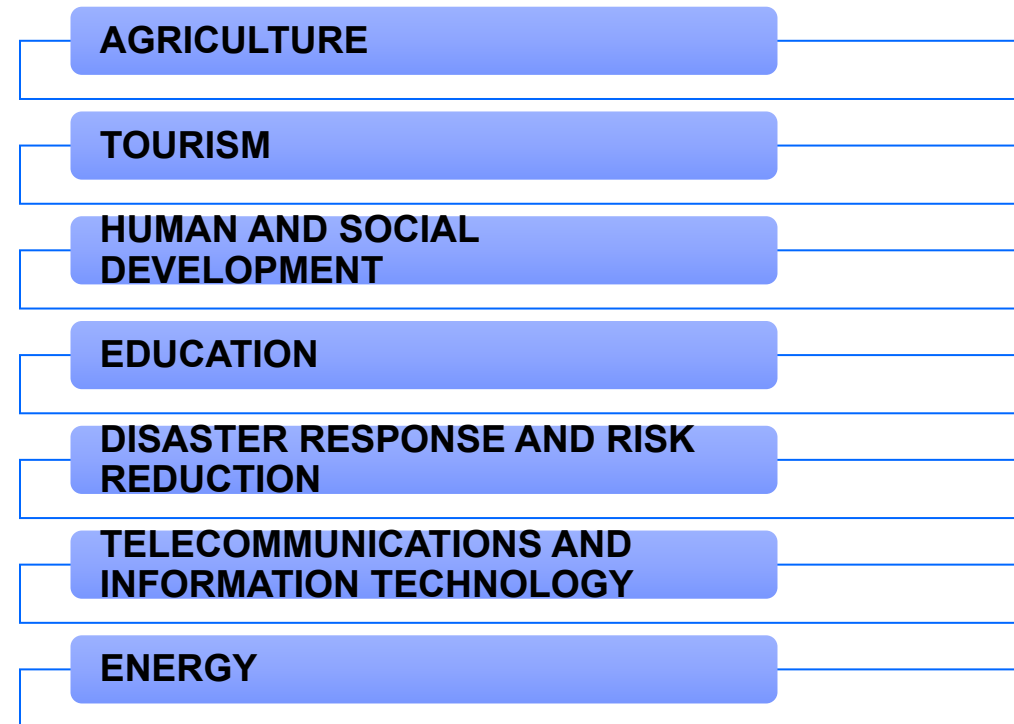 AGRICULTURE
TOURISM
HUMAN AND SOCIAL
DEVELOPMENT
EDUCATION
DISASTER RESPONSE AND RISK
REDUCTION
TELECOMMUNICATIONS AND
INFORMATION TECHNOLOGY
ENERGY